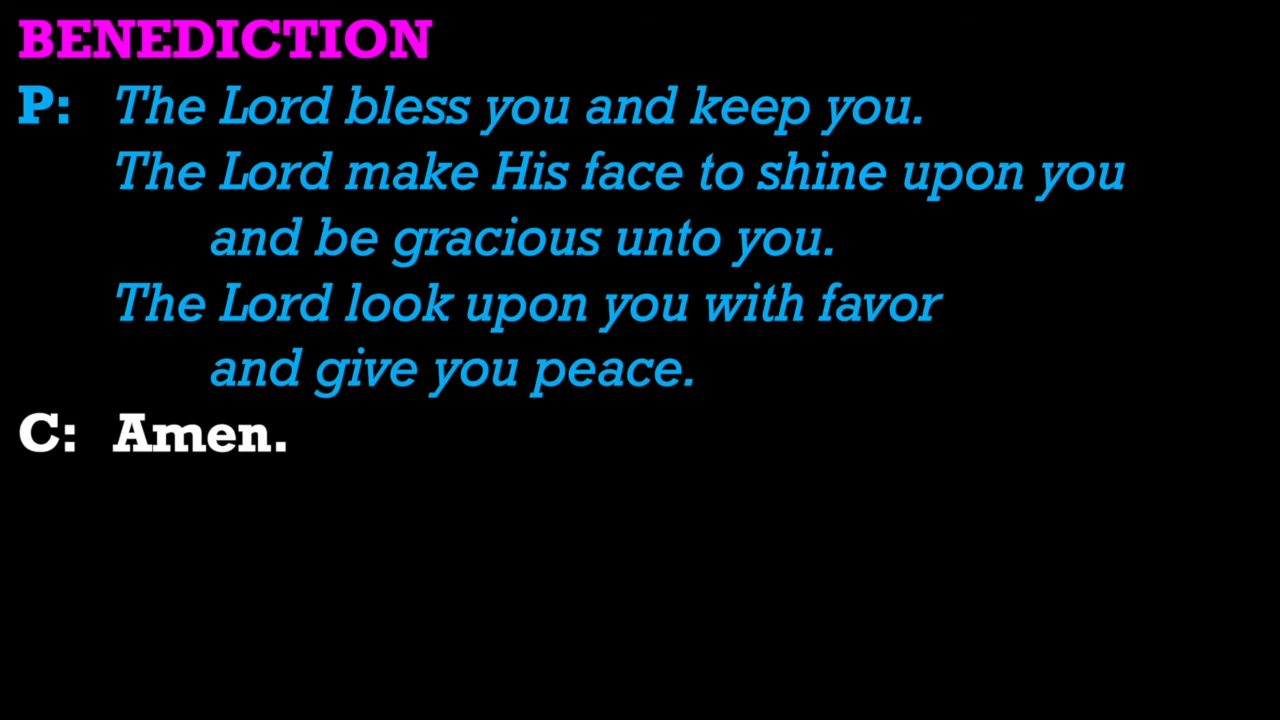 BENEDICTION
P: The Lord bless you and keep you.
The Lord make His face to shine upon you
and be gracious unto you.
The Lord look upon you with favor
and give you peace.
C: Amen.